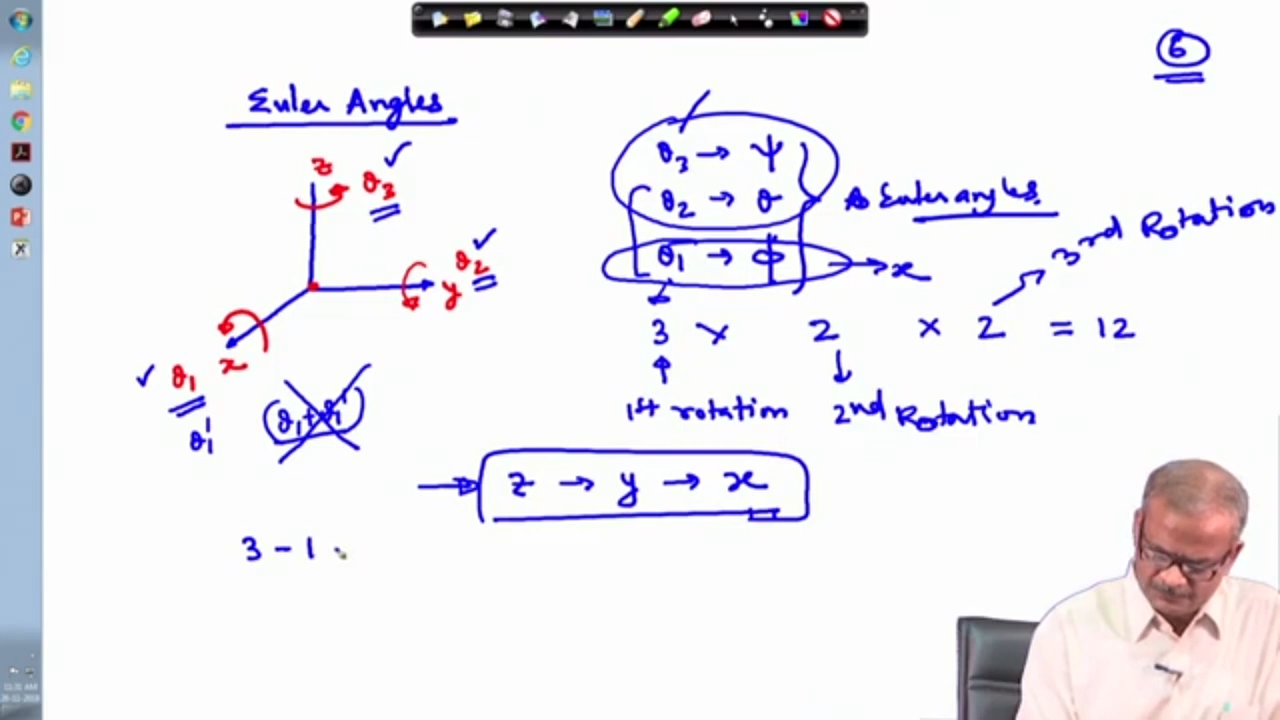 6
Euler Angles
z θ3
θ2
y
x
θ1
θ1'
(θ1+θ1')
θ3 → ψ
θ2 → θ
θ1 → ϕ → x
Euler angles
3 × 2 × 2 = 12
3rd Rotation
1st rotation 2nd Rotation
z → y → x
3 - 1